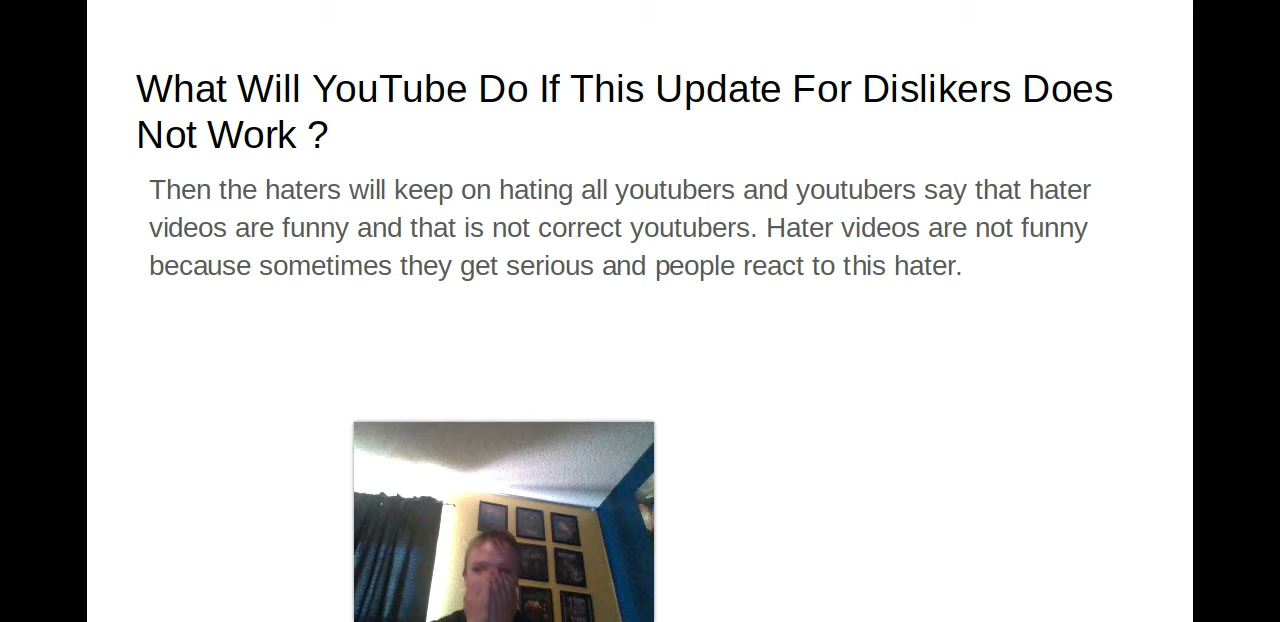 What Will YouTube Do If This Update For Dislikers Does
Not Work ?
Then the haters will keep on hating all youtubers and youtubers say that hater
videos are funny and that is not correct youtubers. Hater videos are not funny
because sometimes they get serious and people react to this hater.